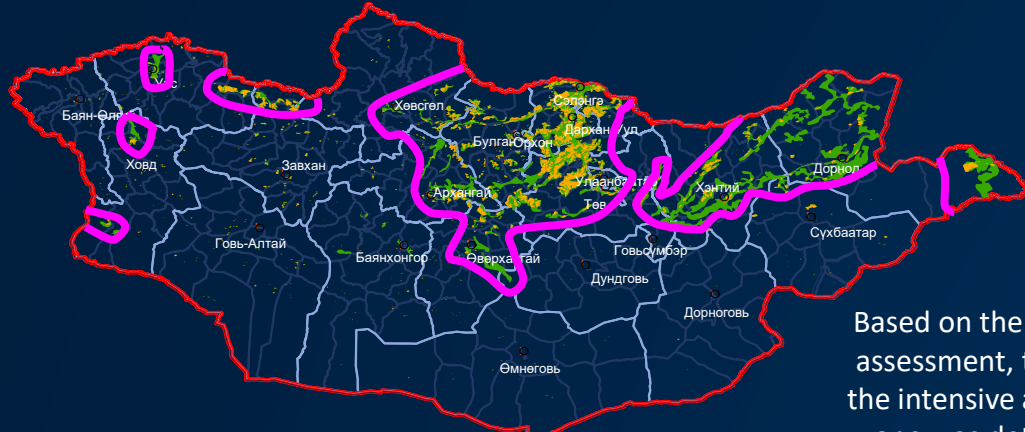 Увс
Хөвсгөл
Сэлэнгэ
Баян-Өлгий
Дархан-Уул
Булган
Орхон
Ховд
Завхан
Дорнод
Хэнтий
Улаанбаатар
Архангай
Төв
Сүхбаатар
Говь-Алтай
Баянхонгор
Өвөрхангай
Говьсүмбэр
Дундговь
Дорноговь
Өмнөговь
Based on the
assessment, t
the intensive a